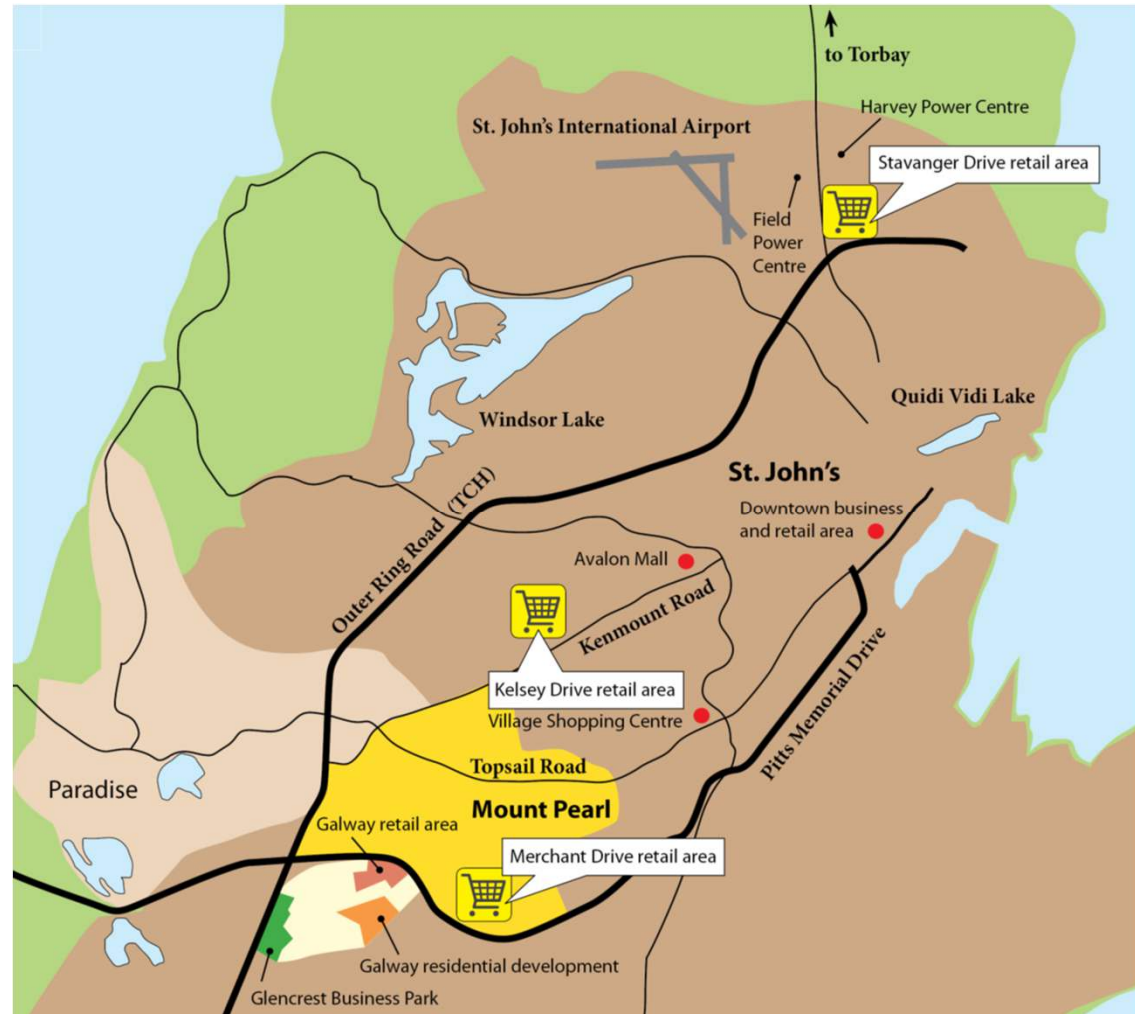 to Torbay
Harvey Power Centre
St. John's International Airport
Stavanger Drive retail area
Field
Power
Centre
Windsor Lake
Quidi Vidi Lake
St. John's
Outer Ring Road (TCH)
Downtown business
and retail area
Avalon Mall
Kenmount Road
Kelsey Drive retail area
Village Shopping Centre
Pitts Memorial Drive
Topsail Road
Paradise
Mount Pearl
Galway retail area
Merchant Drive retail area
Galway residential development
Glencrest Business Park